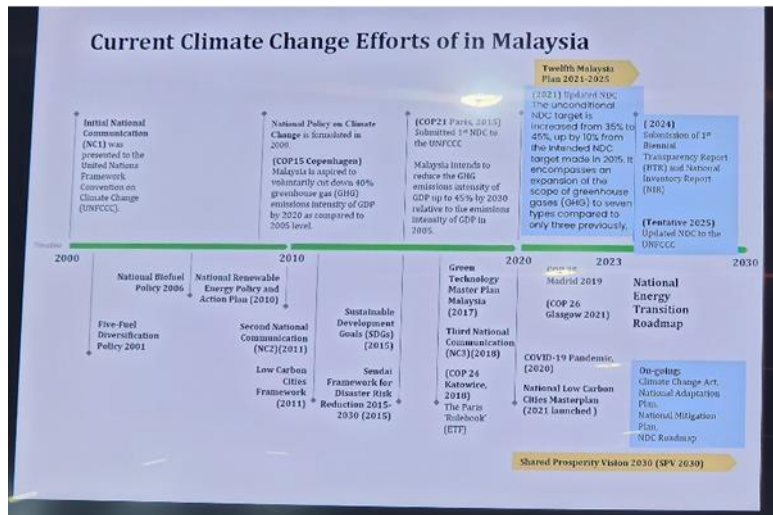 Current Climate Change Efforts of in Malaysia
Twelfth Malaysia
Plan 2021-2025
Initial National
Communication
(NC1) was
presented to the
United Nations
Framework
Convention on
Climate Change
(UNFCCC).
National Policy on Climate
Change is formulated in
2009.
(COP15 Copenhagen)
Malaysia is aspired to
voluntarily cut down 40%
greenhouse gas (GHG)
emissions intensity of GDP
by 2020 as compared to
2005 level.
(COP21 Paris, 2015)
Submitted 1st NDC to
the UNFCCC
Malaysia intends to
reduce the GHG
emissions intensity of
GDP up to 45% by 2030
relative to the emissions
intensity of GDP in
2005.
(2021) Updated NDC
The unconditional
NDC target is
increased from 35% to
45%, up by 10% from
the intended NDC
target made in 2015. It
encompasses an
expansion of the
scope of greenhouse
gases (GHG) to seven
types compared to
only three previously.
( 2024)
Submission of 1st
Biennial
Transparency Report
(BTR) and National
Inventory Report
(NIR)
(Tentative 2025)
Updated NDC to the
UNFCCC
Timeline
2000
2010
2020
2023
2030
National Biofuel
Policy 2006
National Renewable
Energy Policy and
Action Plan (2010)
Five-Fuel
Diversification
Policy 2001
Second National
Communication
(NC2)(2011)
Low Carbon
Cities
Framework
(2011)
Sustainable
Development
Goals (SDGs)
(2015)
Sendai
Framework for
Disaster Risk
Reduction 2015-
2030 (2015)
Green
Technology
Master Plan
Malaysia
(2017)
Third National
Communication
(NC3)(2018)
(COP 24
Katowice,
2018)
The Paris
'Rulebook'
(ETF)
Madrid 2019
(COP 26
Glasgow 2021)
COVID-19 Pandemic,
(2020)
National Low Carbon
Cities Masterplan
(2021 launched )
National
Energy
Transition
Roadmap
On-going:
Climate Change Act,
National Adaptation
Plan,
National Mitigation
Plan,
NDC Roadmap
Shared Prosperity Vision 2030 (SPV 2030)